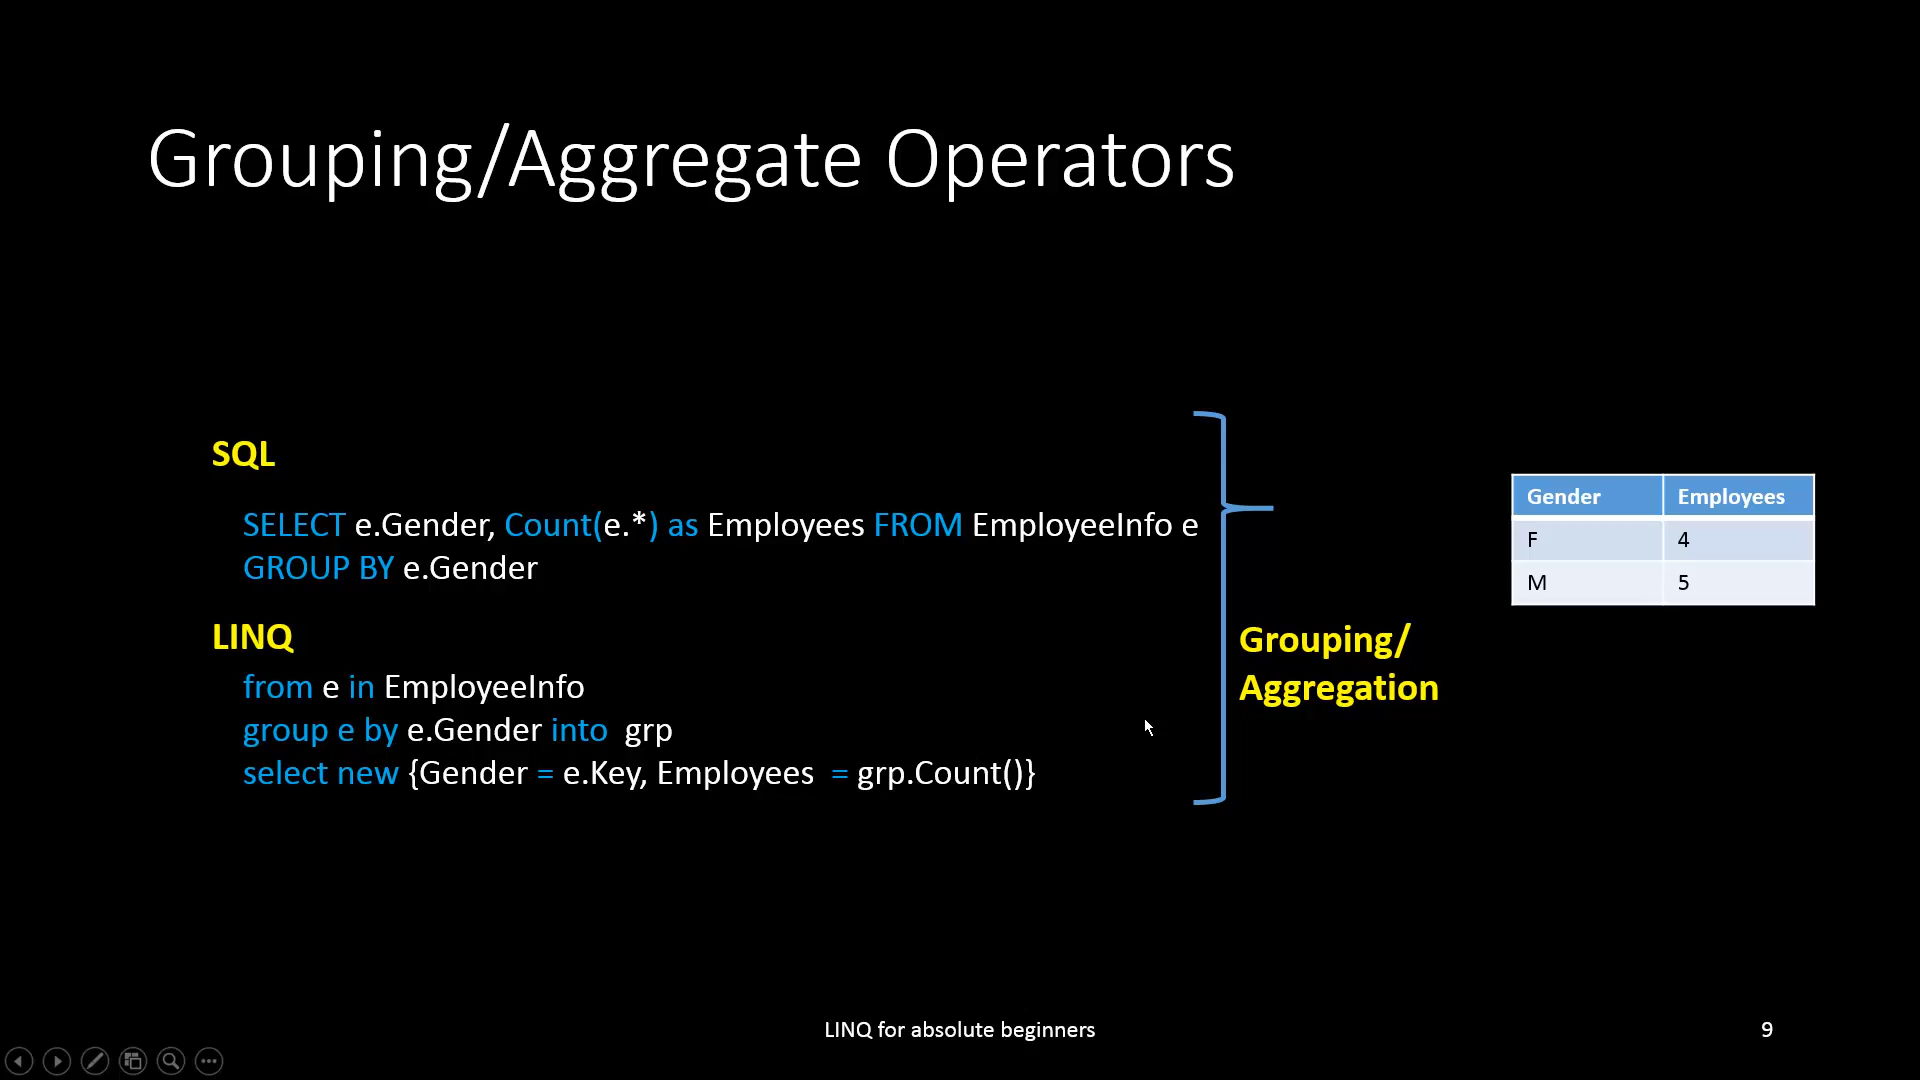 Grouping/Aggregate Operators
SQL
SELECT e.Gender, Count(e.*) as Employees FROM EmployeeInfo e
GROUP BY e.Gender
LINQ
from e in EmployeeInfo
group e by e.Gender into  grp
select new {Gender = e.Key, Employees  = grp.Count()}
Grouping/
Aggregation
Gender Employees
F 4
M 5
LINQ for absolute beginners
9